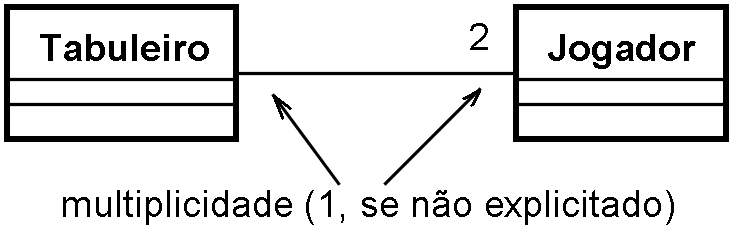 Tabuleiro
2
Jogador
multiplicidade (1, se não explicitado)